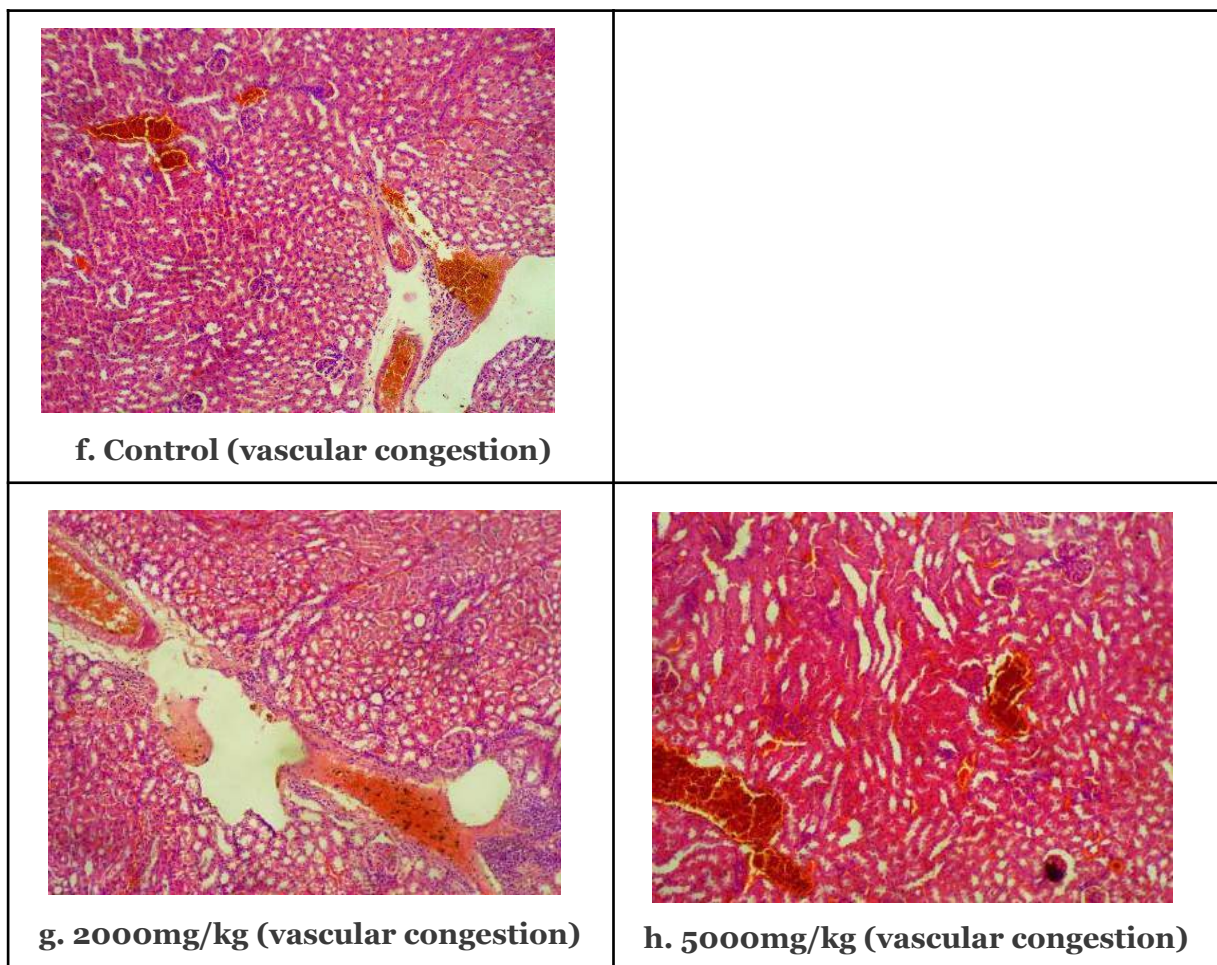 f. Control (vascular congestion)
g. 2000mg/kg (vascular congestion)
h. 5000mg/kg (vascular congestion)